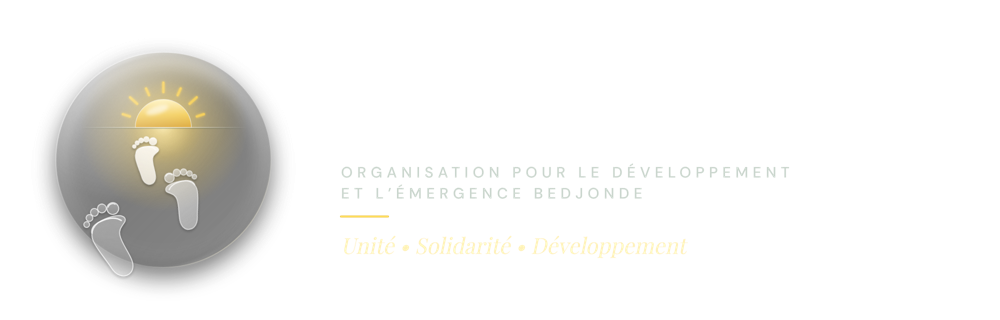 ORGANISATION POUR LE DÉVELOPPEMENT
ET L’ÉMERGENCE BEDJONDE
Unité • Solidarité • Développement